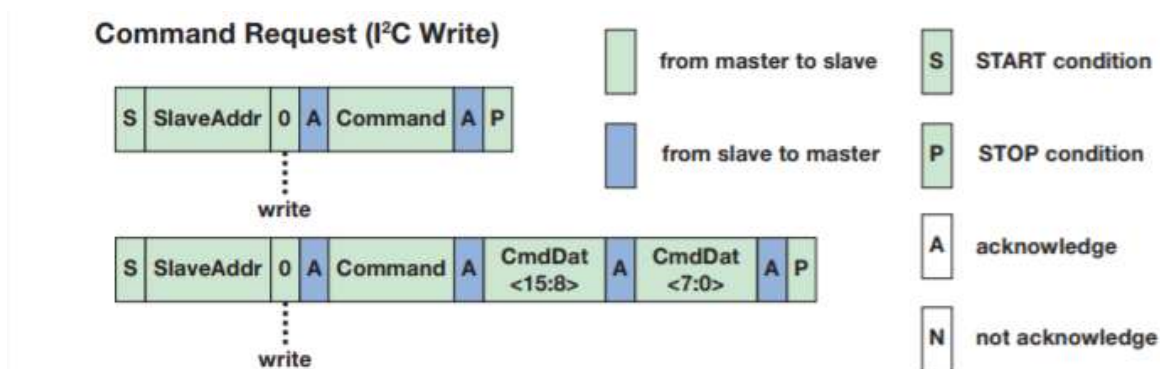 Command Request (I²C Write)
S SlaveAddr 0 A Command A P
write
S SlaveAddr 0 A Command A CmdDat <15:8> A CmdDat <7:0> A P
write
from master to slave
from slave to master
S START condition
P STOP condition
A acknowledge
N not acknowledge